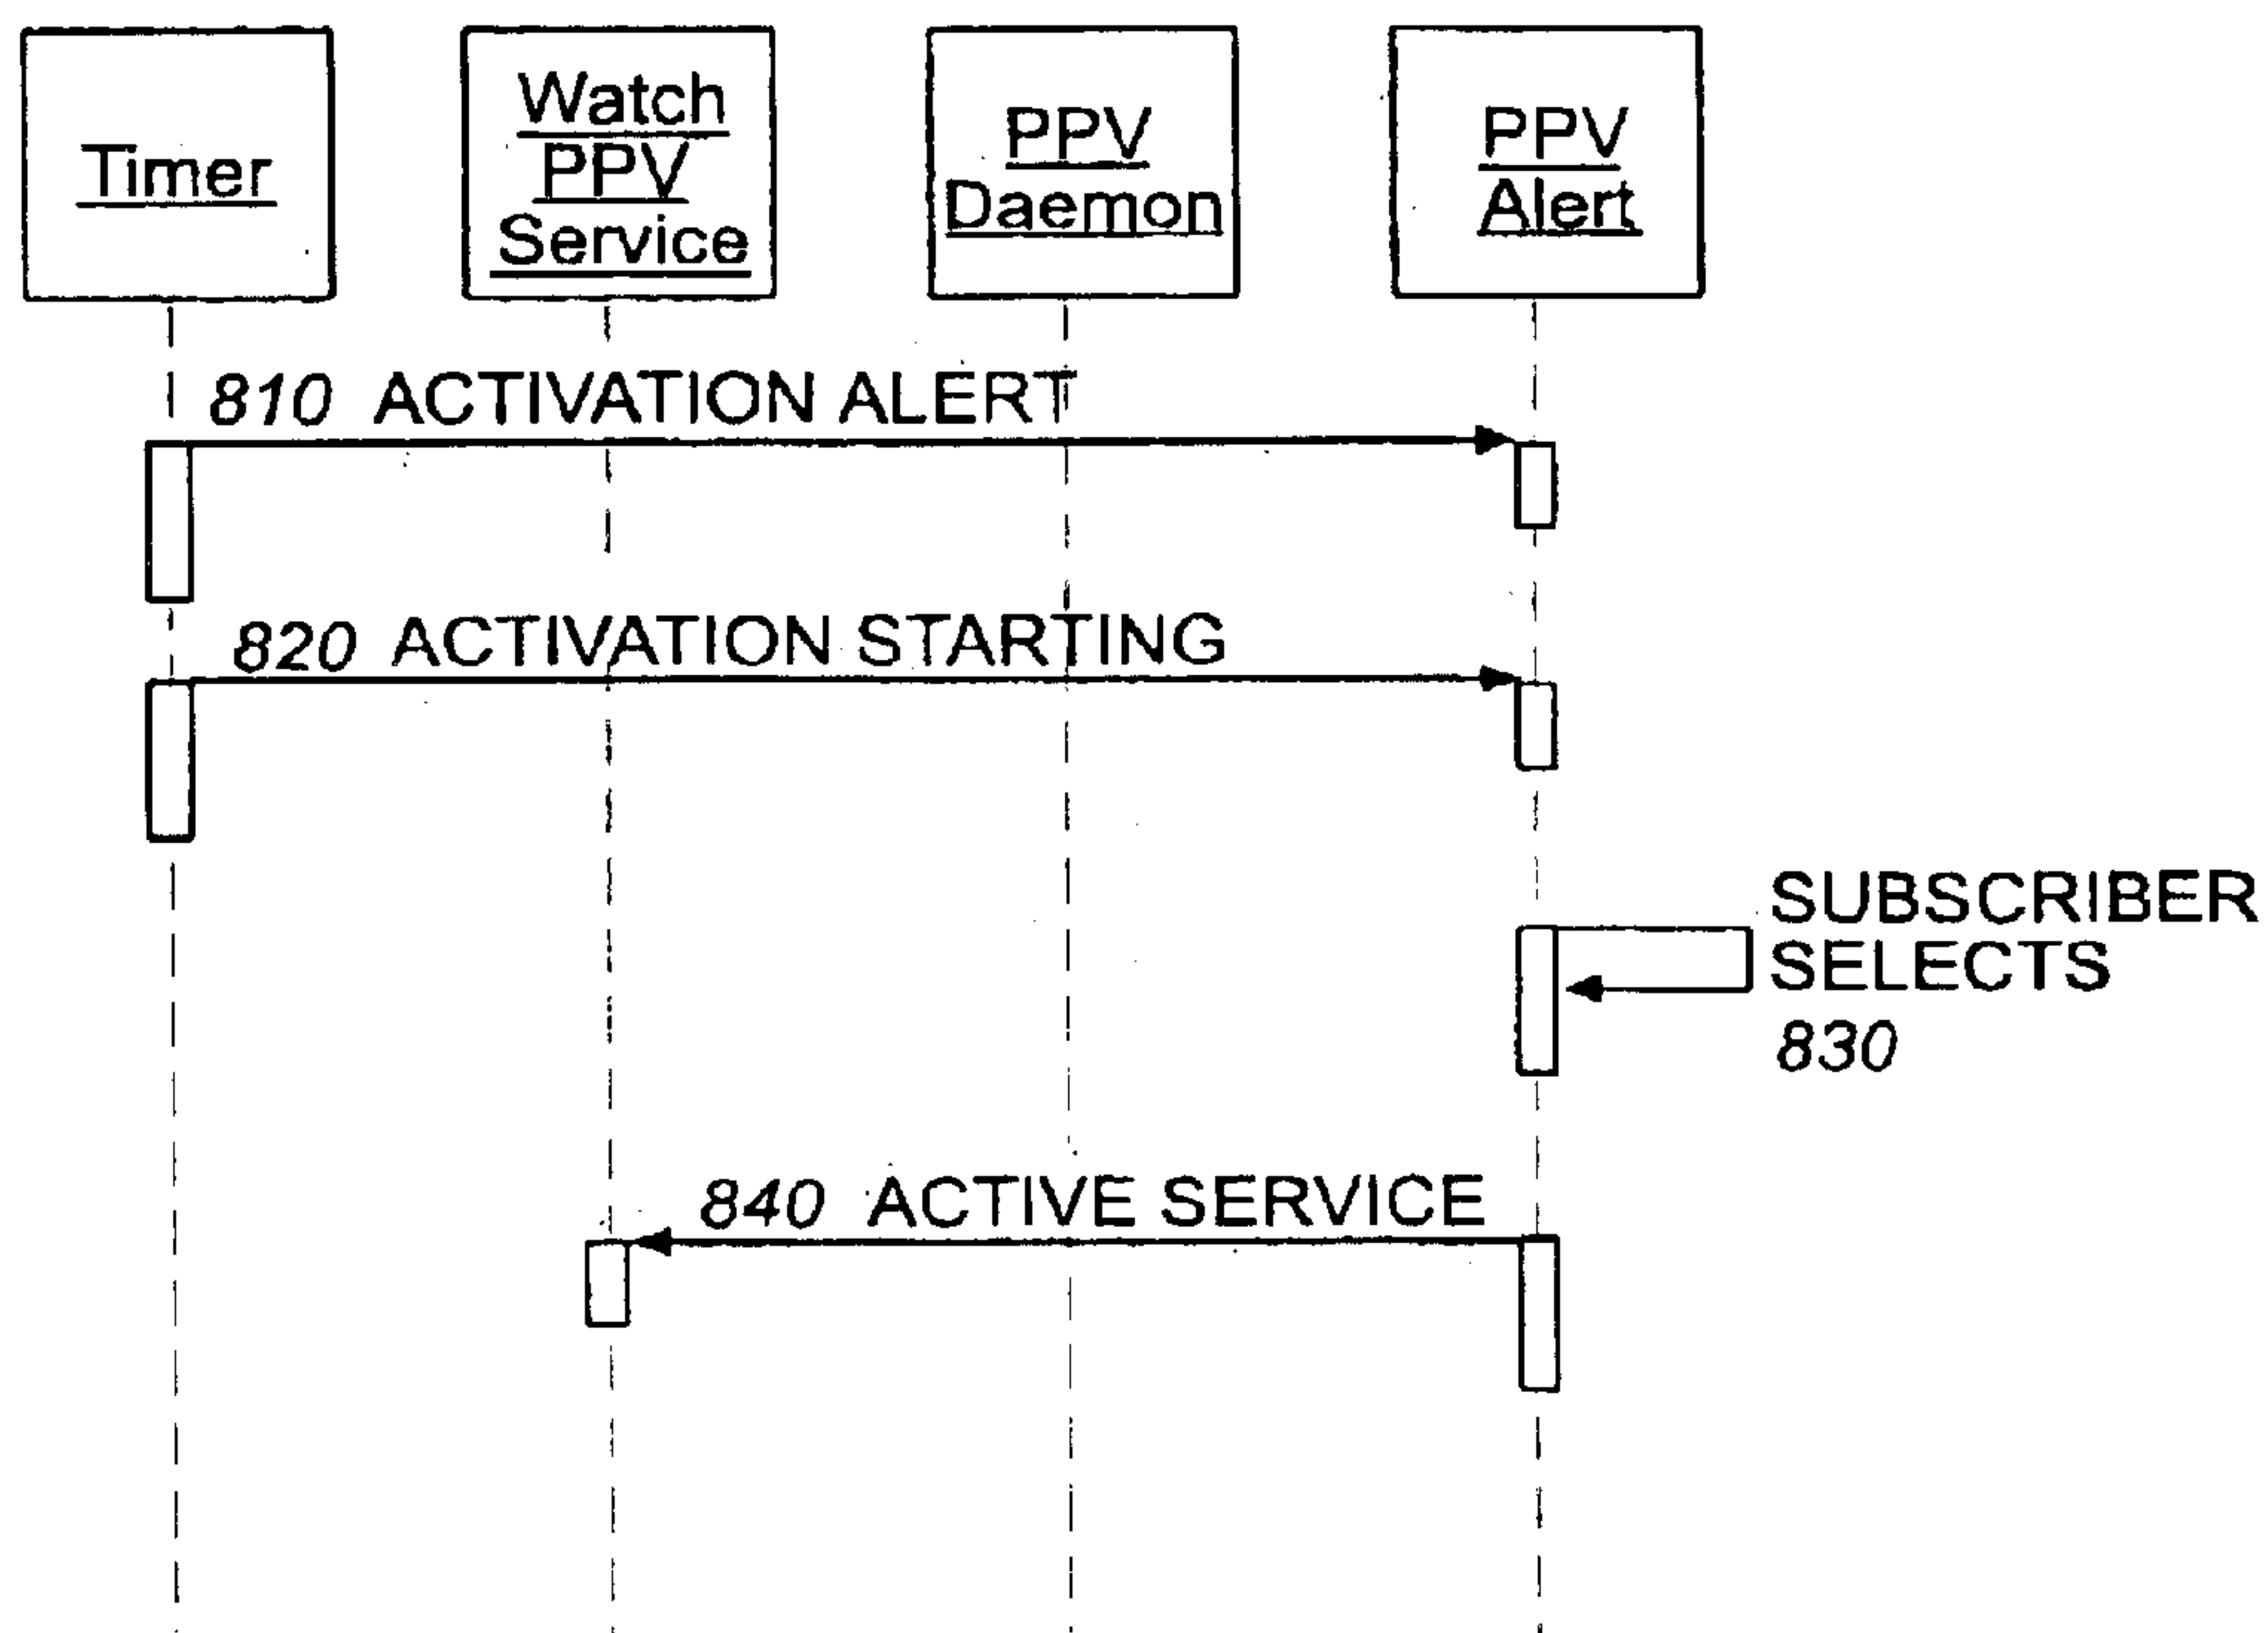 Timer
Watch
PPV
Service
PPV
Daemon
PPV
Alert
810 ACTIVATION ALERT
820 ACTIVATION STARTING
SUBSCRIBER
SELECTS
830
840 ACTIVE SERVICE